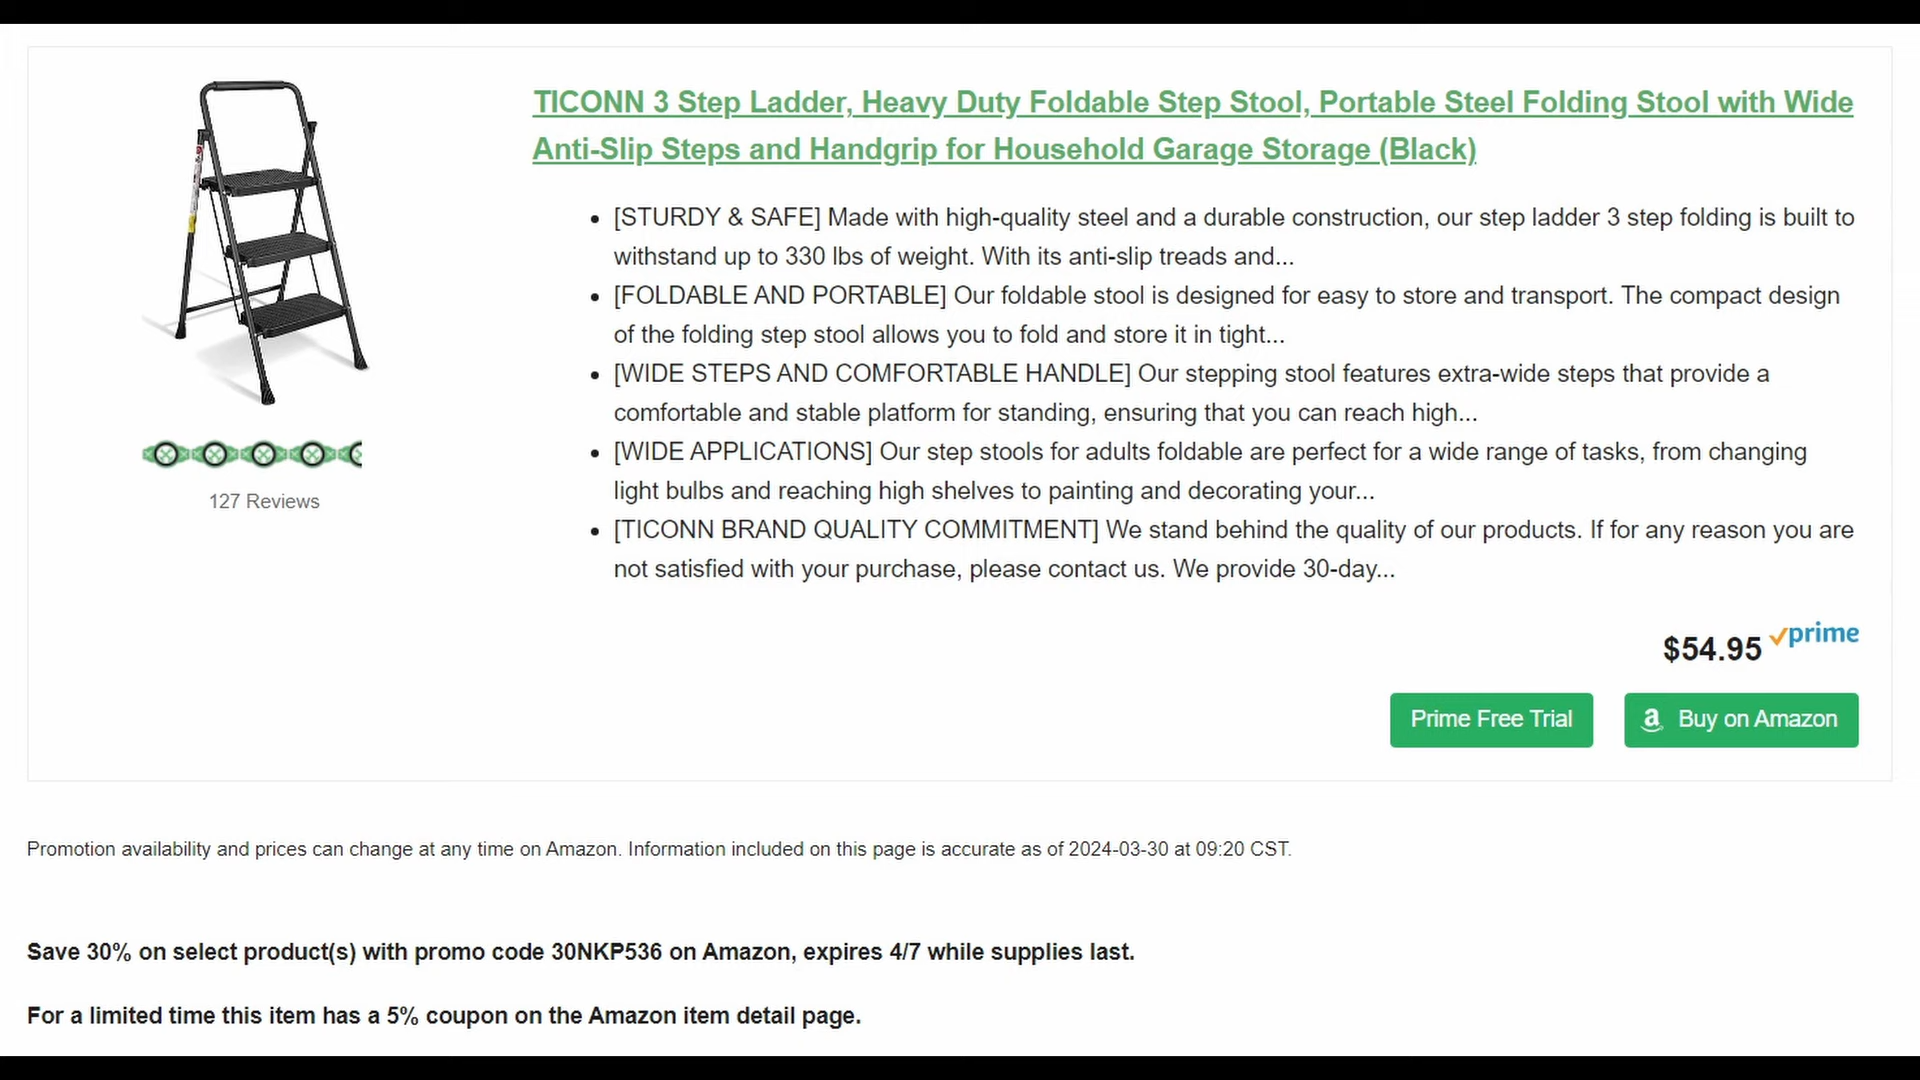 TICONN 3 Step Ladder, Heavy Duty Foldable Step Stool, Portable Steel Folding Stool with Wide
Anti-Slip Steps and Handgrip for Household Garage Storage (Black)
[STURDY & SAFE] Made with high-quality steel and a durable construction, our step ladder 3 step folding is built to
withstand up to 330 lbs of weight. With its anti-slip treads and...
[FOLDABLE AND PORTABLE] Our foldable stool is designed for easy to store and transport. The compact design
of the folding step stool allows you to fold and store it in tight...
[WIDE STEPS AND COMFORTABLE HANDLE] Our stepping stool features extra-wide steps that provide a
comfortable and stable platform for standing, ensuring that you can reach high...
[WIDE APPLICATIONS] Our step stools for adults foldable are perfect for a wide range of tasks, from changing
light bulbs and reaching high shelves to painting and decorating your...
[TICONN BRAND QUALITY COMMITMENT] We stand behind the quality of our products. If for any reason you are
not satisfied with your purchase, please contact us. We provide 30-day...
127 Reviews
$54.95 prime
Prime Free Trial
a Buy on Amazon
Promotion availability and prices can change at any time on Amazon. Information included on this page is accurate as of 2024-03-30 at 09:20 CST.
Save 30% on select product(s) with promo code 30NKP536 on Amazon, expires 4/7 while supplies last.
For a limited time this item has a 5% coupon on the Amazon item detail page.